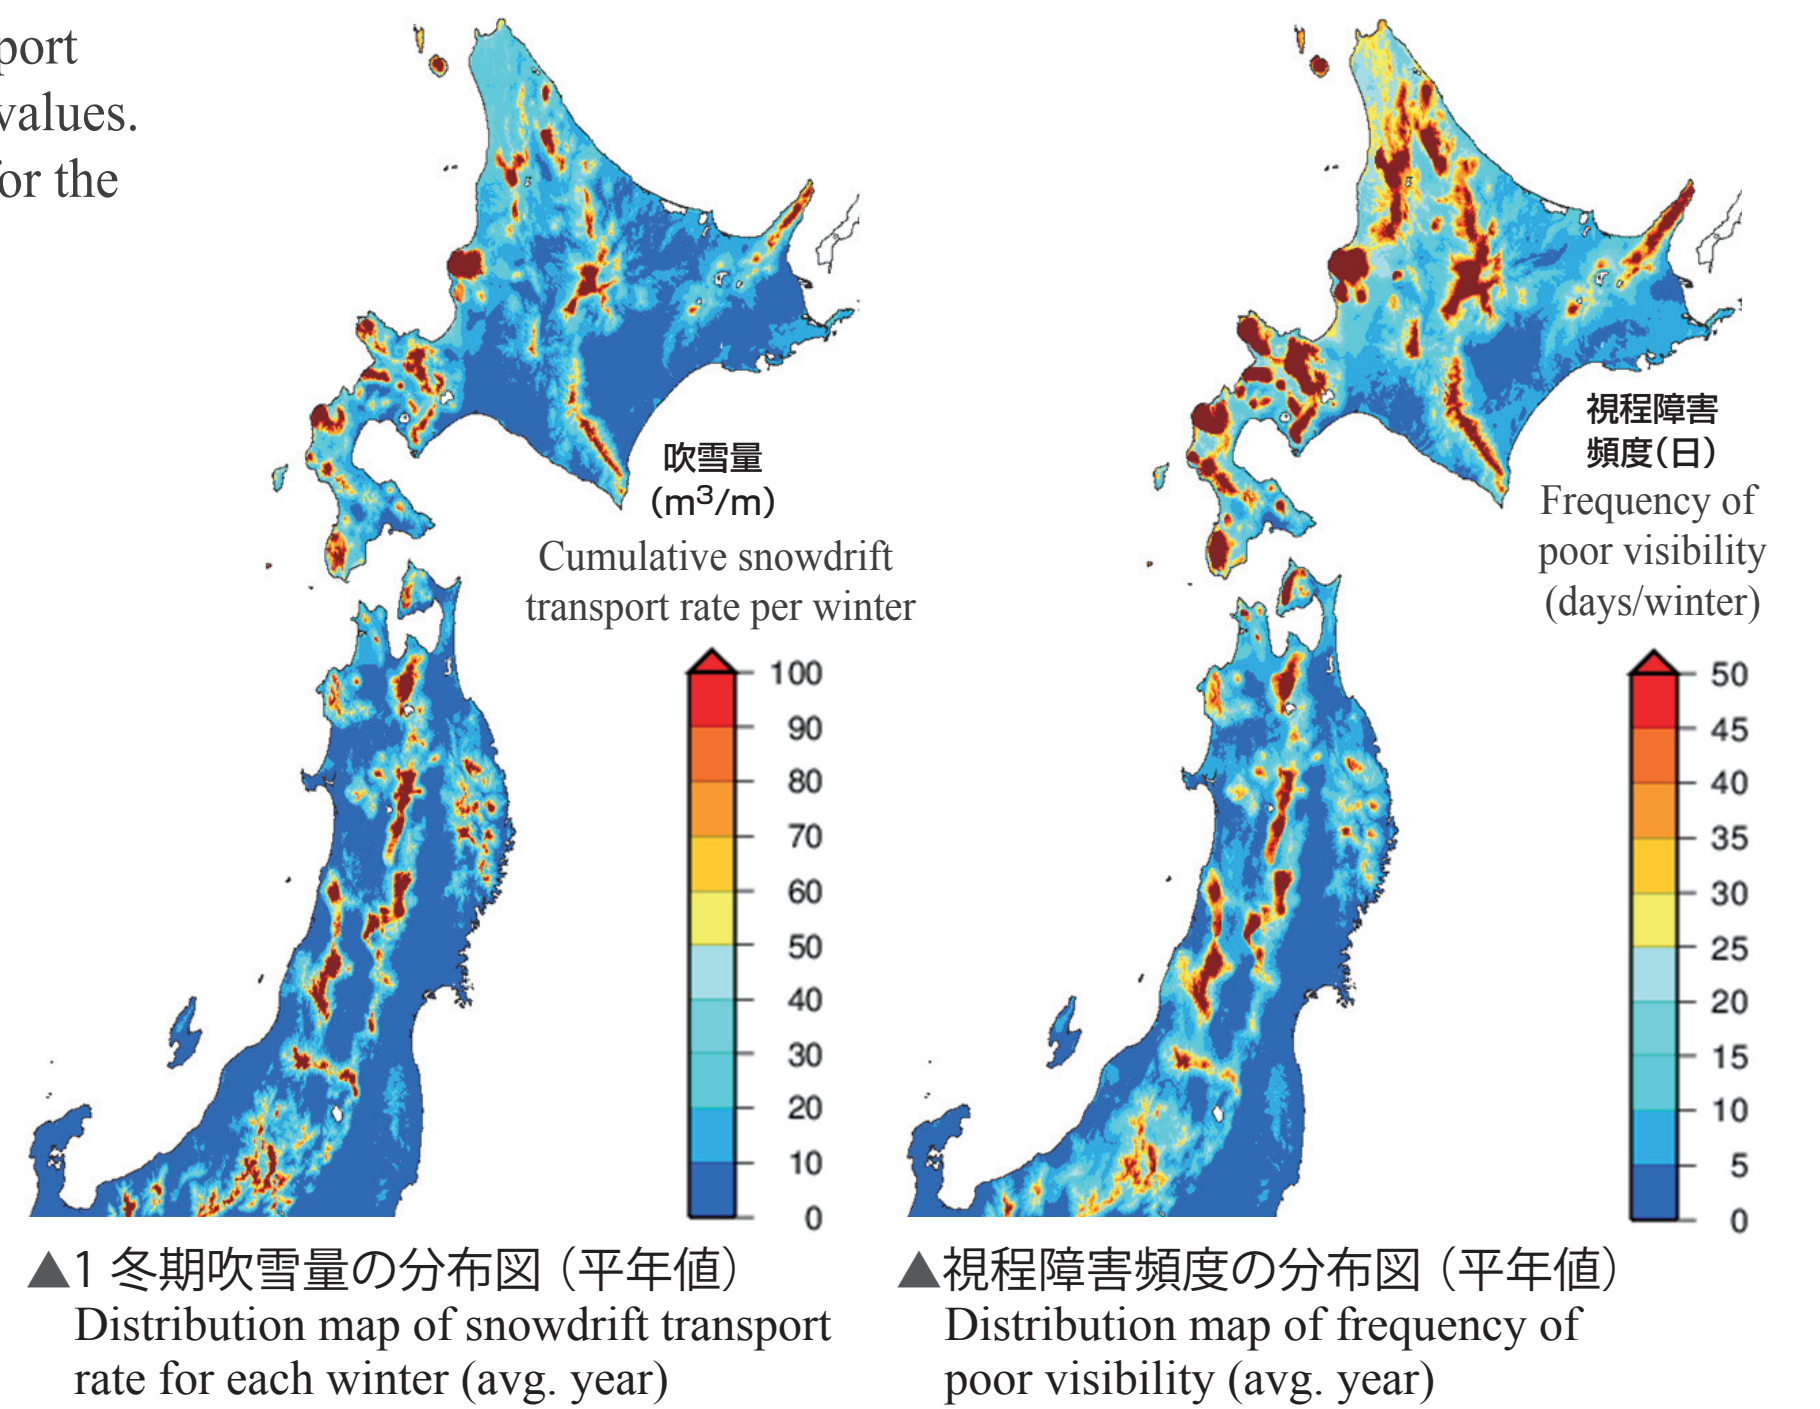 port
values.
for the
吹雪量
(m³/m)
Cumulative snowdrift
transport rate per winter
100
90
80
70
60
50
40
30
20
10
0
▲1 冬期吹雪量の分布図（平年値）
Distribution map of snowdrift transport
rate for each winter (avg. year)
視程障害
頻度（日）
Frequency of
poor visibility
(days/winter)
50
45
40
35
30
25
20
15
10
5
0
▲視程障害頻度の分布図（平年値）
Distribution map of frequency of
poor visibility (avg. year)